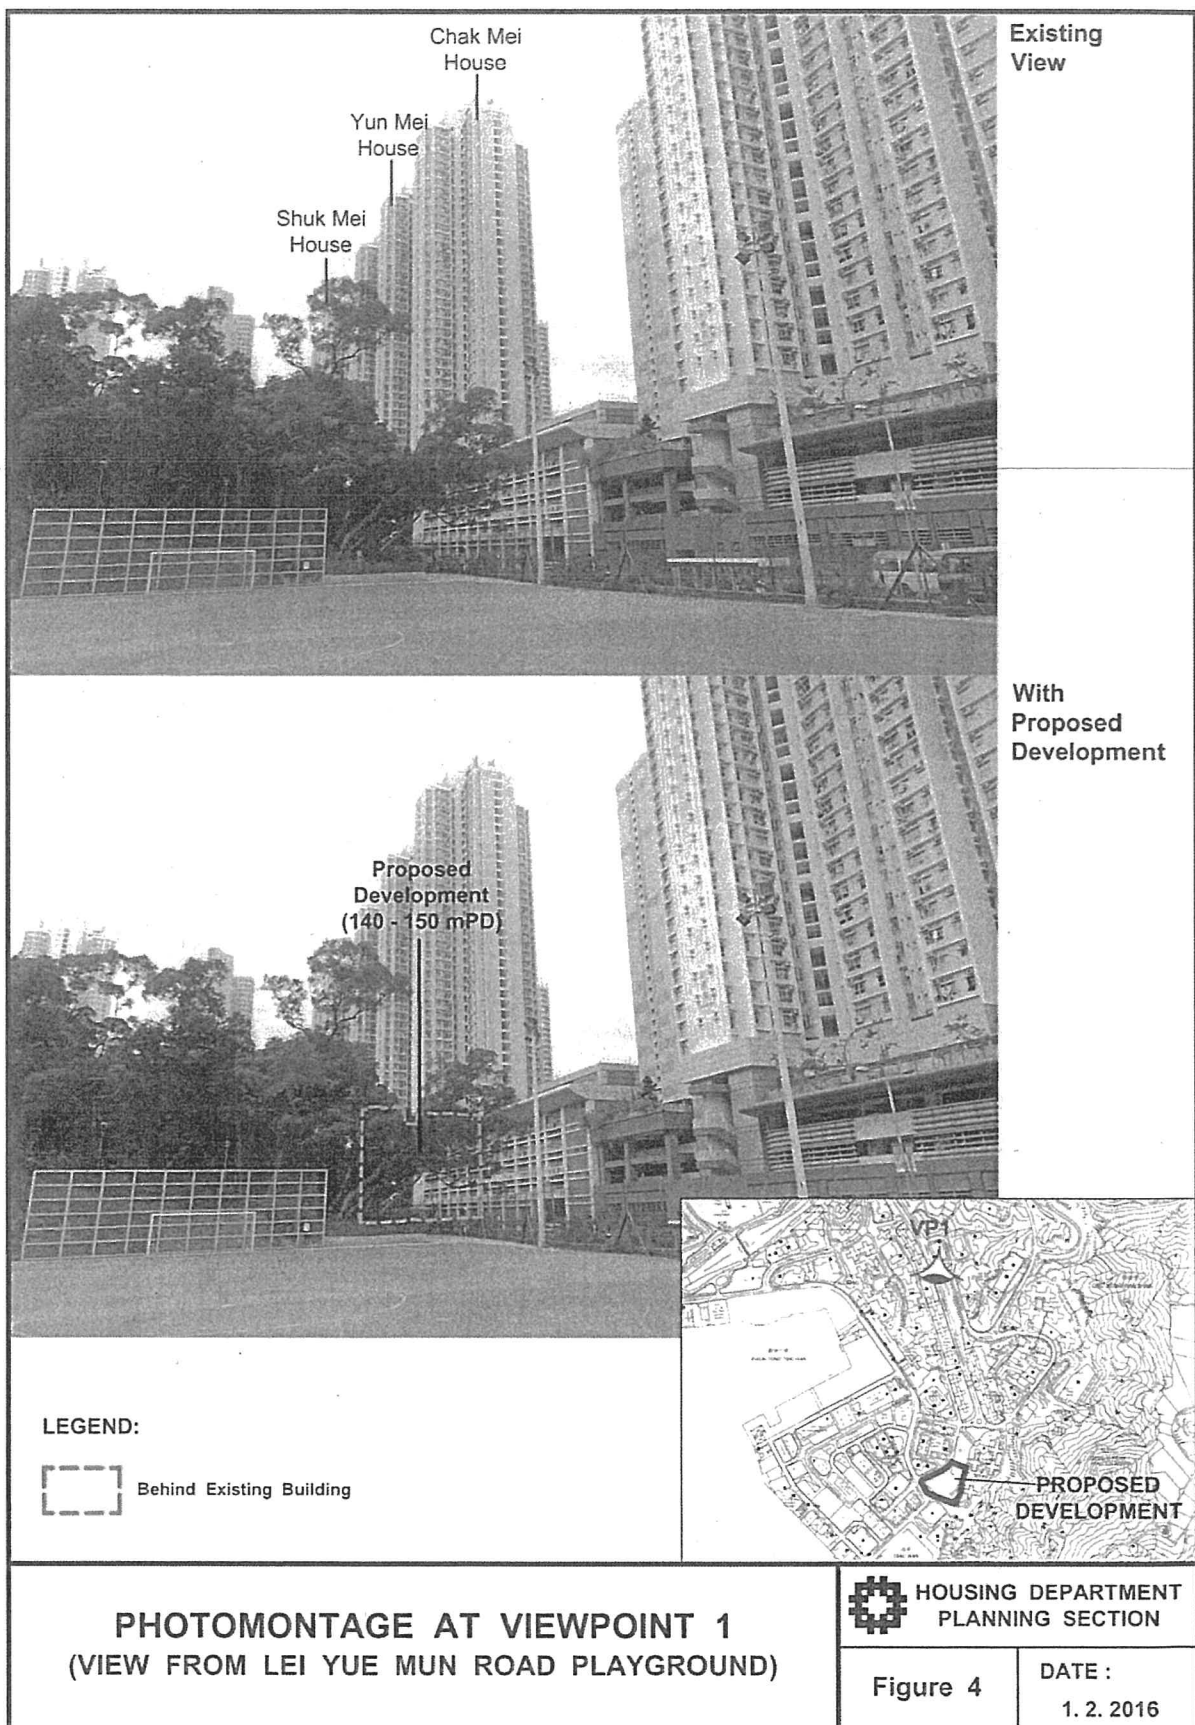 Existing
View
Chak Mei
House
Yun Mei
House
Shuk Mei
House
With
Proposed
Development
Proposed
Development
(140 - 150 mPD)
VP1
PROPOSED
DEVELOPMENT
LEGEND:
Behind Existing Building
PHOTOMONTAGE AT VIEWPOINT 1
(VIEW FROM LEI YUE MUN ROAD PLAYGROUND)
HOUSING DEPARTMENT
PLANNING SECTION
Figure 4
DATE :
1. 2. 2016